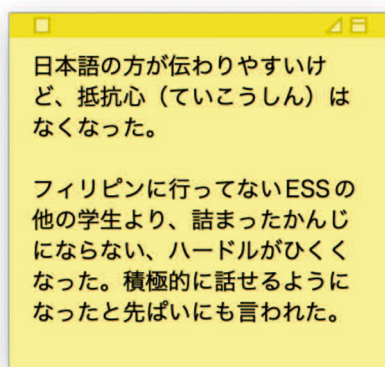 日本語の方が伝わりやすいけ
ど、抵抗心（ていこうしん）は
なくなった。
フィリピンに行ってないESSの
他の学生より、詰まったかんじ
にならない、ハードルがひくく
なった。積極的に話せるように
なったと先ぱいにも言われた。